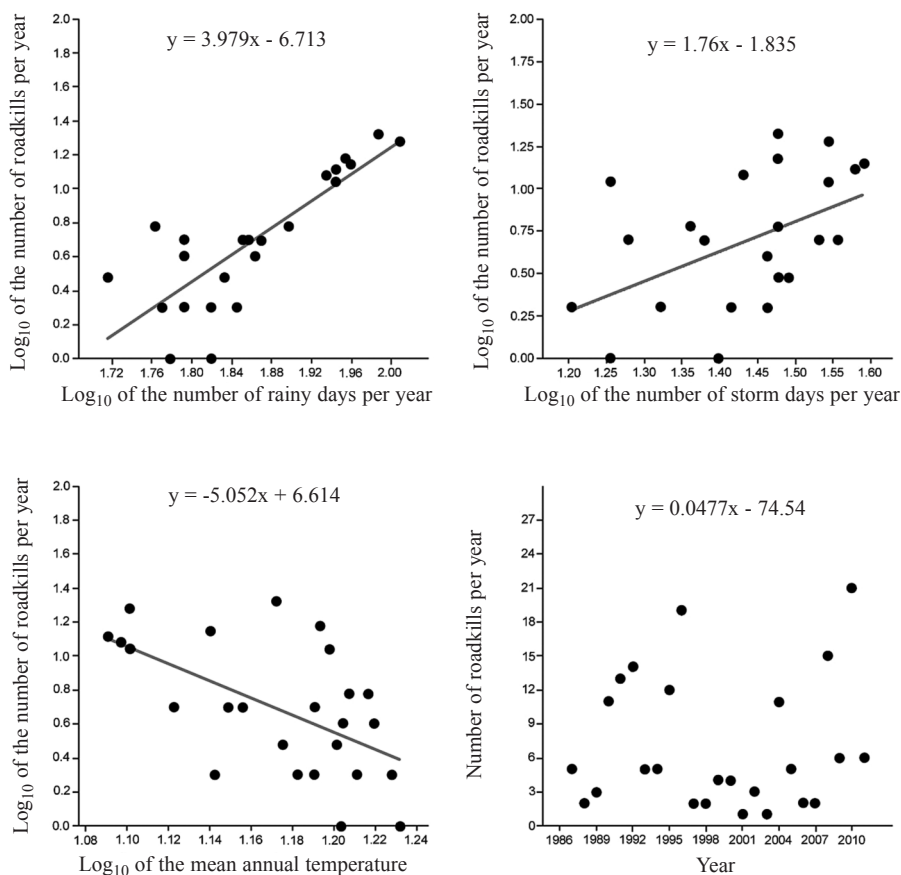 y = 3.979x - 6.713
Log10 of the number of roadkills per year
2.0
1.8
1.6
1.4
1.2
1.0
0.8
0.6
0.4
0.2
0.0
1.72 1.76 1.80 1.84 1.88 1.92 1.96 2.00
Log10 of the number of rainy days per year
y = 1.76x - 1.835
Log10 of the number of roadkills per year
2.00
1.75
1.50
1.25
1.00
0.75
0.50
0.25
0.00
1.20 1.25 1.30 1.35 1.40 1.45 1.50 1.55 1.60
Log10 of the number of storm days per year
y = -5.052x + 6.614
Log10 of the number of roadkills per year
2.0
1.8
1.6
1.4
1.2
1.0
0.8
0.6
0.4
0.2
0.0
1.08 1.10 1.12 1.14 1.16 1.18 1.20 1.22 1.24
Log10 of the mean annual temperature
y = 0.0477x - 74.54
Number of roadkills per year
27
24
21
18
15
12
9
6
3
0
1986 1989 1992 1995 1998 2001 2004 2007 2010
Year